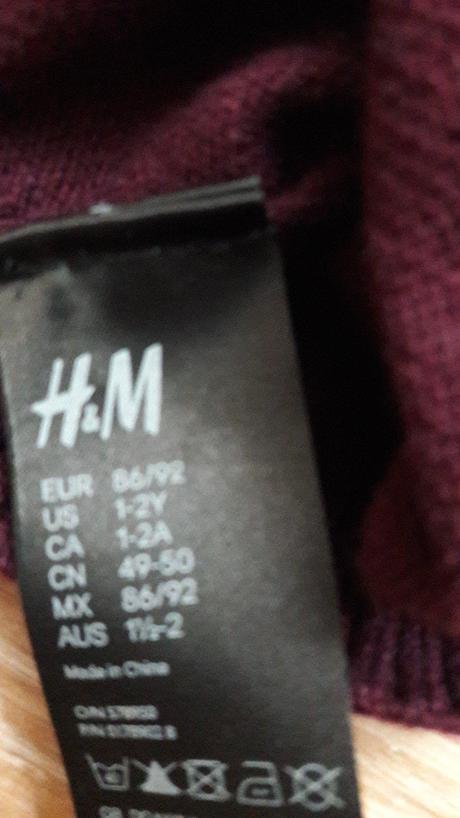 H&M
EUR 86/92
US 1-2Y
CA 1-2A
CN 49-50
MX 86/92
AUS 1½-2
Made in China